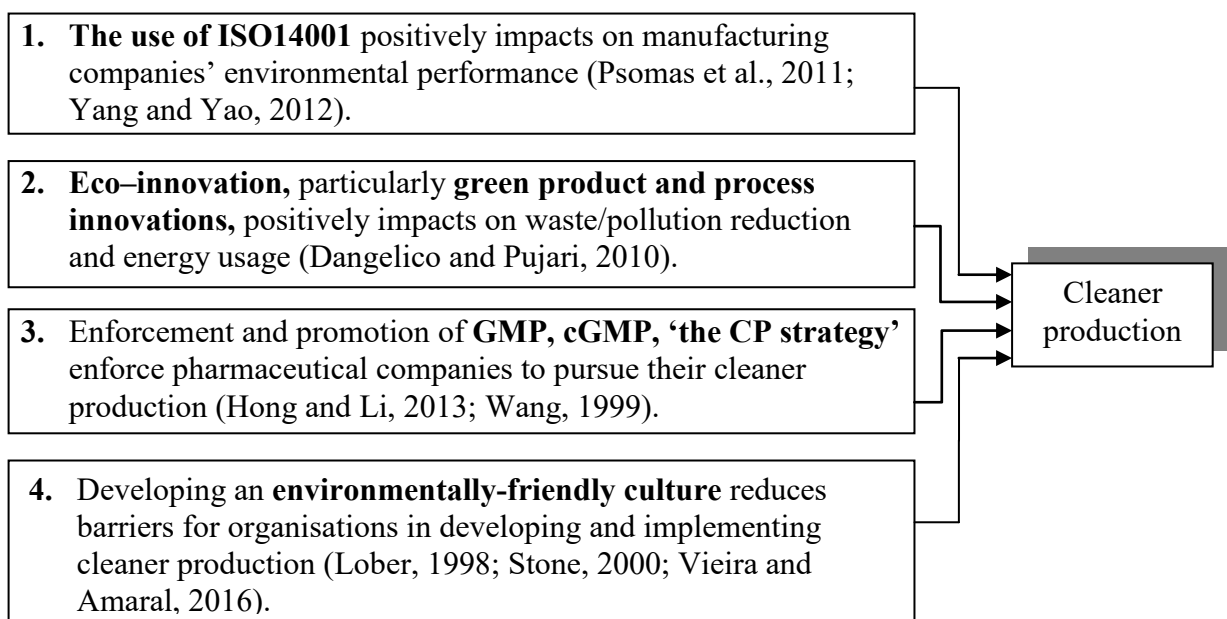 1. The use of ISO14001 positively impacts on manufacturing
companies’ environmental performance (Psomas et al., 2011;
Yang and Yao, 2012).
2. Eco–innovation, particularly green product and process
innovations, positively impacts on waste/pollution reduction
and energy usage (Dangelico and Pujari, 2010).
3. Enforcement and promotion of GMP, cGMP, ‘the CP strategy’
enforce pharmaceutical companies to pursue their cleaner
production (Hong and Li, 2013; Wang, 1999).
4. Developing an environmentally-friendly culture reduces
barriers for organisations in developing and implementing
cleaner production (Lober, 1998; Stone, 2000; Vieira and
Amaral, 2016).
Cleaner
production